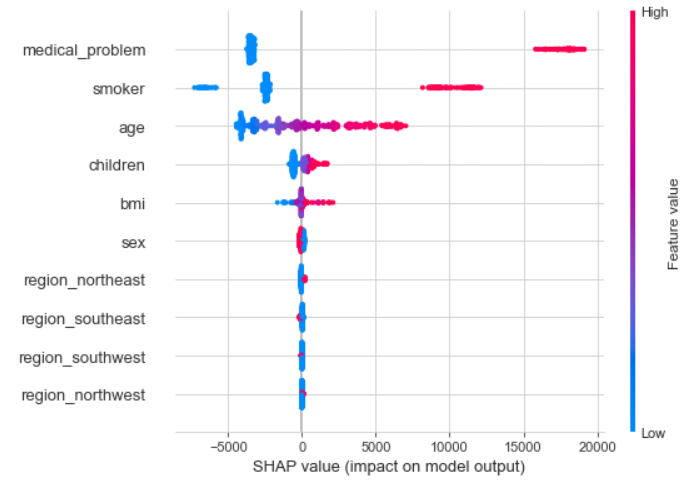 High
medical_problem
smoker
age
children
bmi
sex
region_northeast
region_southeast
region_southwest
region_northwest
Feature value
Low
−5000 0 5000 10000 15000 20000
SHAP value (impact on model output)